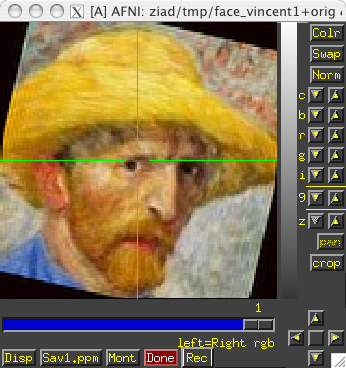 X [A] AFNI: ziad/tmp/face_vincent1+orig
Colr
Swap
Norm
c
b
r
g
i
9
z
pan
crop
1
left=Right rgb
Disp Sav1.ppm Mont Done Rec